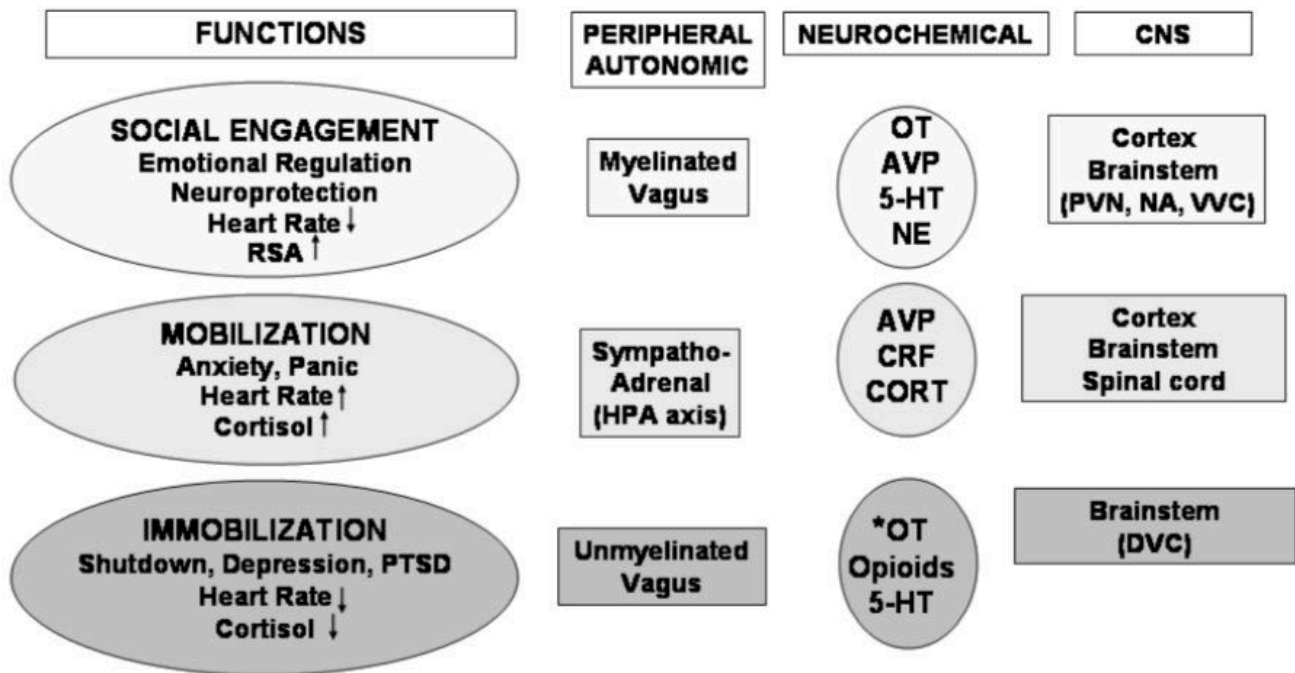 FUNCTIONS
PERIPHERAL
AUTONOMIC
NEUROCHEMICAL
CNS
SOCIAL ENGAGEMENT
Emotional Regulation
Neuroprotection
Heart Rate ↓
RSA ↑
Myelinated
Vagus
OT
AVP
5-HT
NE
Cortex
Brainstem
(PVN, NA, VVC)
MOBILIZATION
Anxiety, Panic
Heart Rate ↑
Cortisol ↑
Sympatho-
Adrenal
(HPA axis)
AVP
CRF
CORT
Cortex
Brainstem
Spinal cord
IMMOBILIZATION
Shutdown, Depression, PTSD
Heart Rate ↓
Cortisol ↓
Unmyelinated
Vagus
*OT
Opioids
5-HT
Brainstem
(DVC)